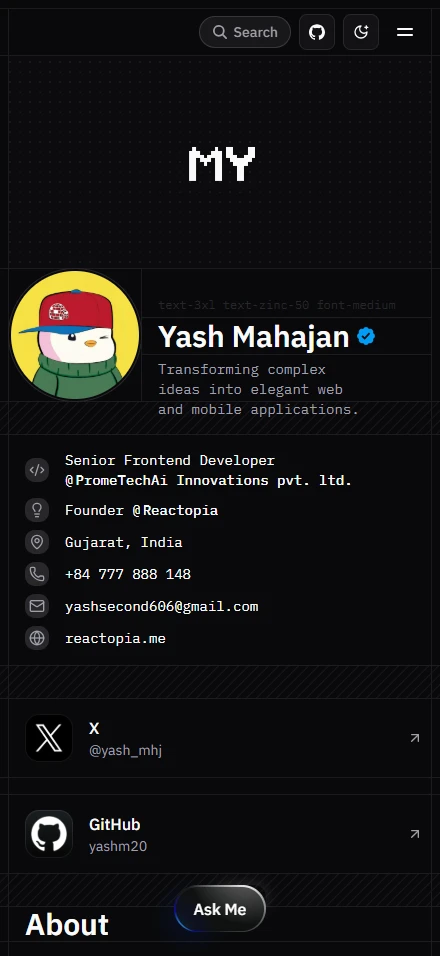 Search
MY
text-3xl text-zinc-50 font-medium
Yash Mahajan
Transforming complex
ideas into elegant web
and mobile applications.
Senior Frontend Developer
@PromeTechAi Innovations pvt. ltd.
Founder @Reactopia
Gujarat, India
+84 777 888 148
yashsecond606@gmail.com
reactopia.me
X
@yash_mhj
GitHub
yashm20
Ask Me
About